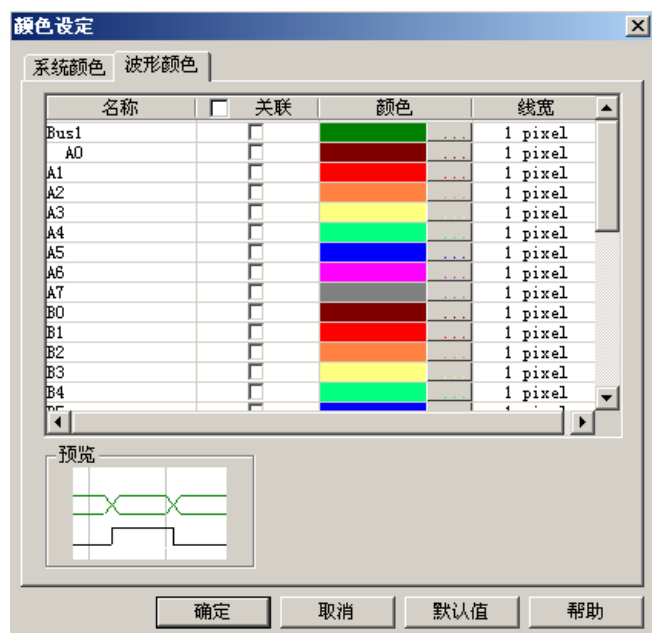 颜色设定
系统颜色 波形颜色
名称 关联 颜色 线宽
Bus1 ... 1 pixel
A0 ... 1 pixel
A1 ... 1 pixel
A2 ... 1 pixel
A3 ... 1 pixel
A4 ... 1 pixel
A5 ... 1 pixel
A6 ... 1 pixel
A7 ... 1 pixel
B0 ... 1 pixel
B1 ... 1 pixel
B2 ... 1 pixel
B3 ... 1 pixel
B4 ... 1 pixel
预览
确定 取消 默认值 帮助